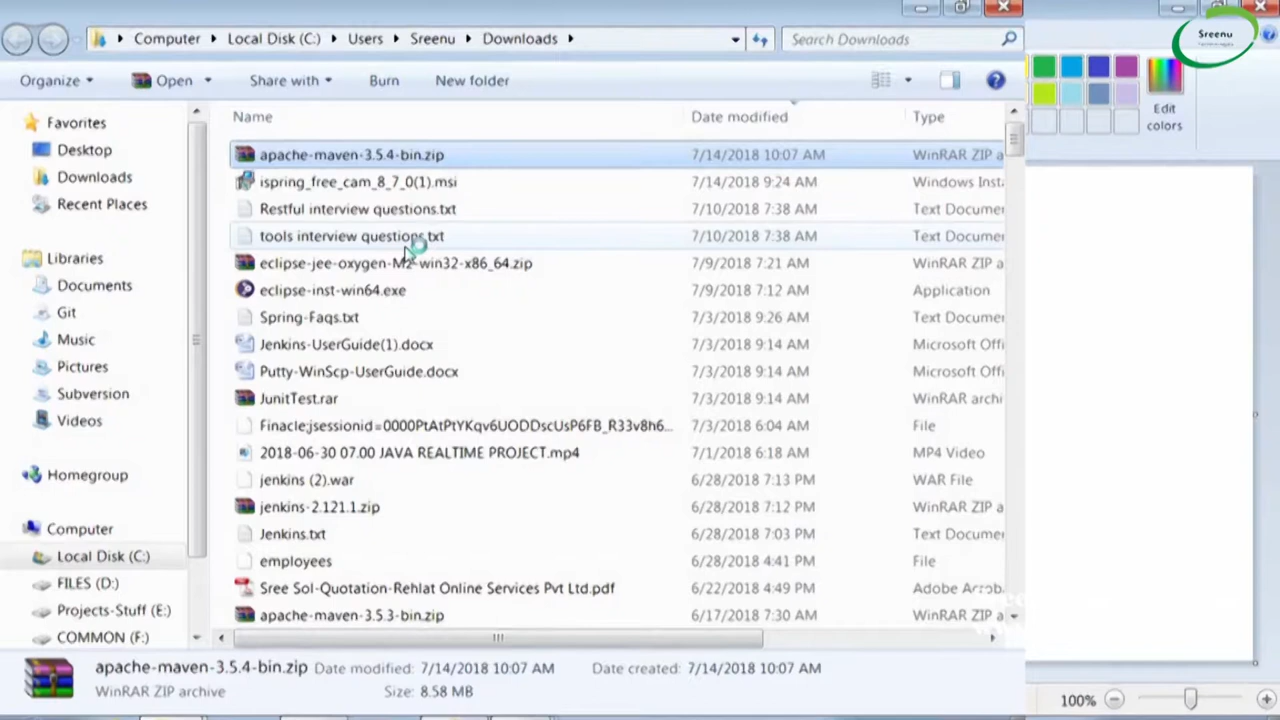 Computer Local Disk (C:) Users Sreenu Downloads Search Downloads
Sreenu
Organize Open Share with Burn New folder
Edit
colors
Name Date modified Type
Favorites
Desktop
Downloads
Recent Places
Libraries
Documents
Git
Music
Pictures
Subversion
Videos
Homegroup
Computer
Local Disk (C:)
FILES (D:)
Projects-Stuff (E:)
COMMON (F:)
apache-maven-3.5.4-bin.zip 7/14/2018 10:07 AM WinRAR ZIP a
ispring_free_cam_8_7_0(1).msi 7/14/2018 9:24 AM Windows Inst
Restful interview questions.txt 7/10/2018 7:38 AM Text Documer
tools interview questions.txt 7/10/2018 7:38 AM Text Documer
eclipse-jee-oxygen-M2-win32-x86_64.zip 7/9/2018 7:21 AM WinRAR ZIP a
eclipse-inst-win64.exe 7/9/2018 7:12 AM Application
Spring-Faqs.txt 7/3/2018 9:26 AM Text Documer
Jenkins-UserGuide(1).docx 7/3/2018 9:14 AM Microsoft Offi
Putty-WinScp-UserGuide.docx 7/3/2018 9:14 AM Microsoft Offi
JunitTest.rar 7/3/2018 9:14 AM WinRAR archi
Finacle;jsessionid=0000PtAtPtYKqv6UODDscUsP6FB_R33v8h6... 7/3/2018 6:04 AM File
2018-06-30 07.00 JAVA REALTIME PROJECT.mp4 7/1/2018 6:18 AM MP4 Video
jenkins (2).war 6/28/2018 7:13 PM WAR File
jenkins-2.121.1.zip 6/28/2018 7:12 PM WinRAR ZIP a
Jenkins.txt 6/28/2018 7:03 PM Text Documer
employees 6/28/2018 4:41 PM File
Sree Sol-Quotation-Rehlat Online Services Pvt Ltd.pdf 6/22/2018 4:49 PM Adobe Acrob
apache-maven-3.5.3-bin.zip 6/17/2018 7:30 AM WinRAR ZIP a
apache-maven-3.5.4-bin.zip Date modified: 7/14/2018 10:07 AM Date created: 7/14/2018 10:07 AM
WinRAR ZIP archive Size: 8.58 MB
100%